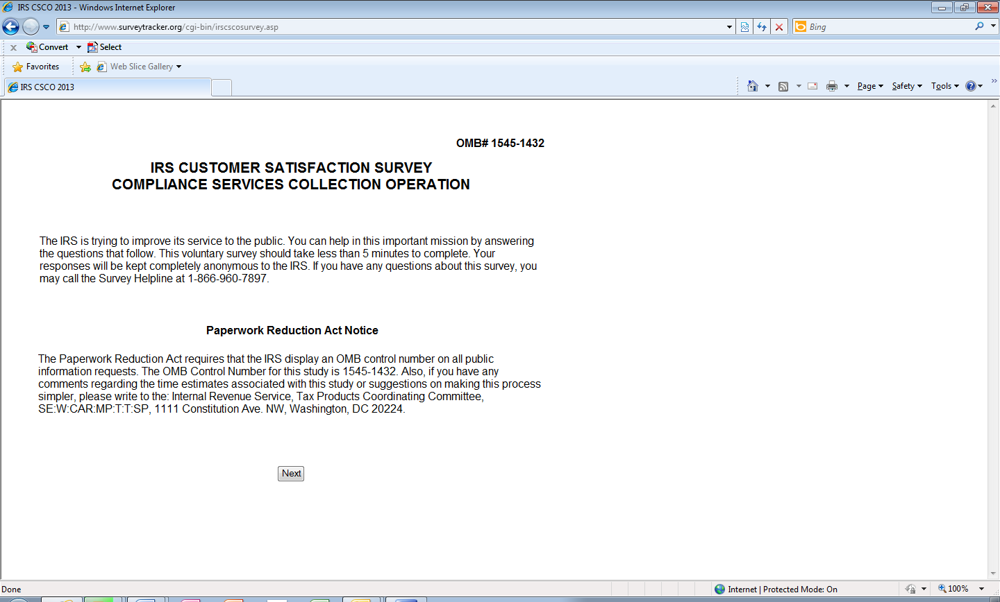 IRS CSCO 2013 - Windows Internet Explorer
http://www.surveytracker.org/cgi-bin/irscscosurvey.asp
Bing
x Convert Select
Favorites Web Slice Gallery
IRS CSCO 2013
Page Safety Tools
OMB# 1545-1432
IRS CUSTOMER SATISFACTION SURVEY
COMPLIANCE SERVICES COLLECTION OPERATION
The IRS is trying to improve its service to the public. You can help in this important mission by answering
the questions that follow. This voluntary survey should take less than 5 minutes to complete. Your
responses will be kept completely anonymous to the IRS. If you have any questions about this survey, you
may call the Survey Helpline at 1-866-960-7897.
Paperwork Reduction Act Notice
The Paperwork Reduction Act requires that the IRS display an OMB control number on all public
information requests. The OMB Control Number for this study is 1545-1432. Also, if you have any
comments regarding the time estimates associated with this study or suggestions on making this process
simpler, please write to the: Internal Revenue Service, Tax Products Coordinating Committee,
SE:W:CAR:MP:T:T:SP, 1111 Constitution Ave. NW, Washington, DC 20224.
Next
Done
Internet | Protected Mode: On
100%